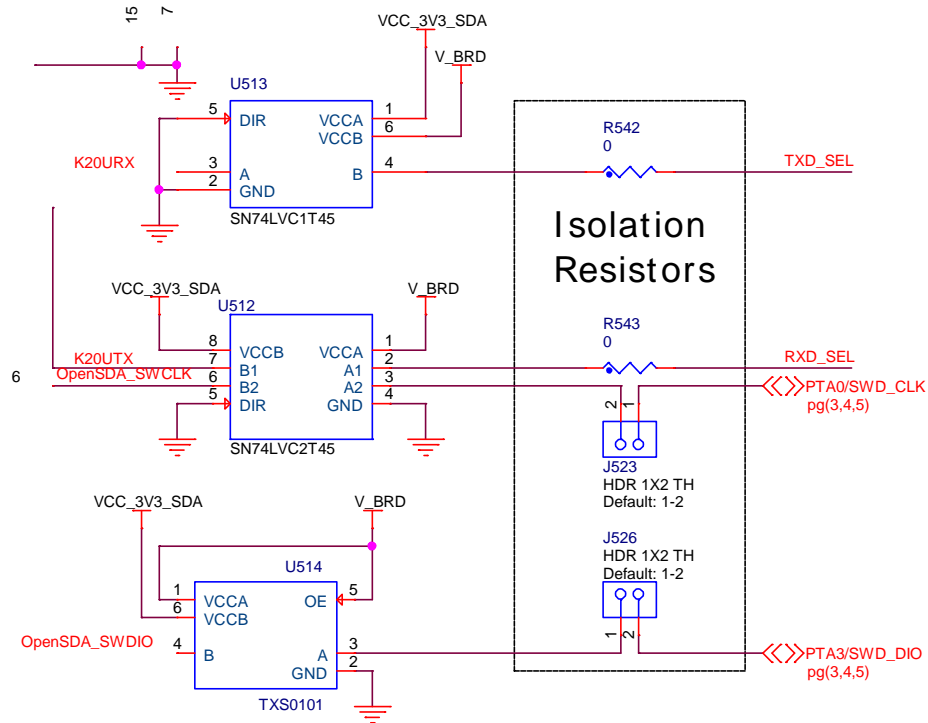 15
7
VCC_3V3_SDA
V_BRD
U513
5 DIR VCCA 1
VCCB 6
R542
0
K20URX
3 A B 4
TXD_SEL
2 GND
SN74LVC1T45
Isolation
Resistors
VCC_3V3_SDA
V_BRD
U512
R543
0
8 VCCB VCCA 1
K20UTX 7 B1 A1 2
RXD_SEL
6
OpenSDA_SWCLK 6 B2 A2 3
PTA0/SWD_CLK
pg(3,4,5)
5 DIR GND 4
2 1
SN74LVC2T45
J523
HDR 1X2 TH
Default: 1-2
VCC_3V3_SDA
V_BRD
J526
HDR 1X2 TH
Default: 1-2
U514
1 VCCA OE 5
6 VCCB
1 2
OpenSDA_SWDIO
4 B A 3
PTA3/SWD_DIO
pg(3,4,5)
GND 2
TXS0101